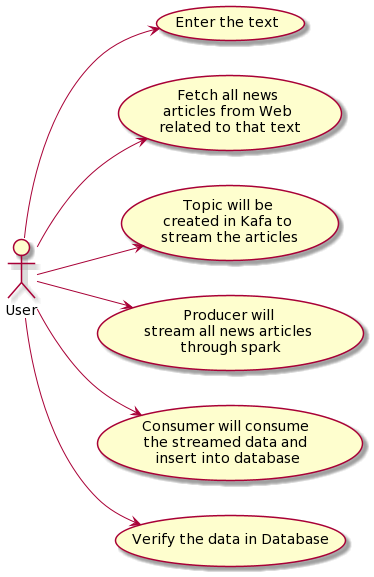 Enter the text
Fetch all news
articles from Web
related to that text
Topic will be
created in Kafa to
stream the articles
User
Producer will
stream all news articles
through spark
Consumer will consume
the streamed data and
insert into database
Verify the data in Database